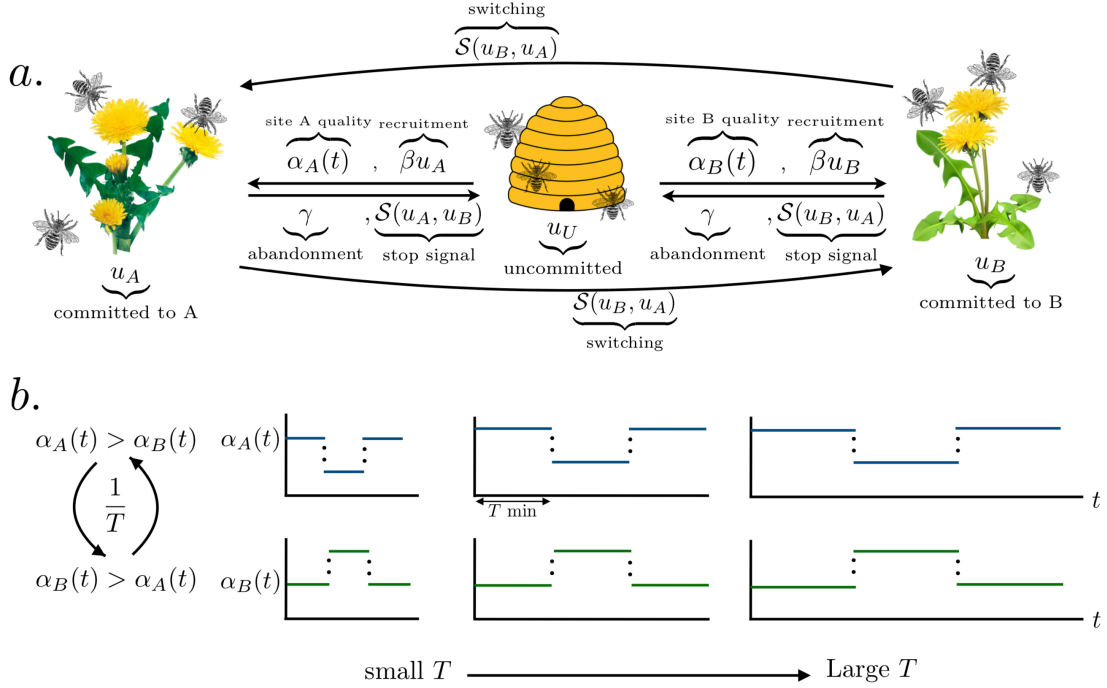 switching
S(u_B, u_A)
a.
site A quality recruitment
α_A(t) , βu_A
site B quality recruitment
α_B(t) , βu_B
γ , S(u_A, u_B)
abandonment stop signal
u_U
uncommitted
γ , S(u_B, u_A)
abandonment stop signal
u_A
committed to A
u_B
committed to B
S(u_B, u_A)
switching
b.
α_A(t) > α_B(t)
1/T
α_B(t) > α_A(t)
α_A(t)
T min
t
α_B(t)
t
small T
Large T